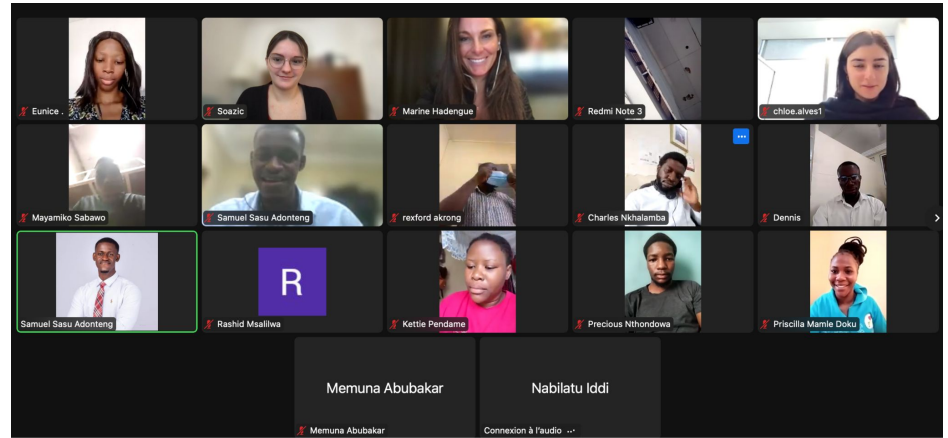 Eunice .
Soazic
Marine Hadengue
Redmi Note 3
chloe.alves1
Mayamiko Sabawo
Samuel Sasu Adonteng
rexford akrong
Charles Nkhalamba
Dennis
Samuel Sasu Adonteng
R
Rashid Msalilwa
Kettie Pendame
Precious Nthondowa
Priscilla Mamle Doku
Memuna Abubakar
Nabilatu Iddi
Memuna Abubakar
Connexion à l'audio ...